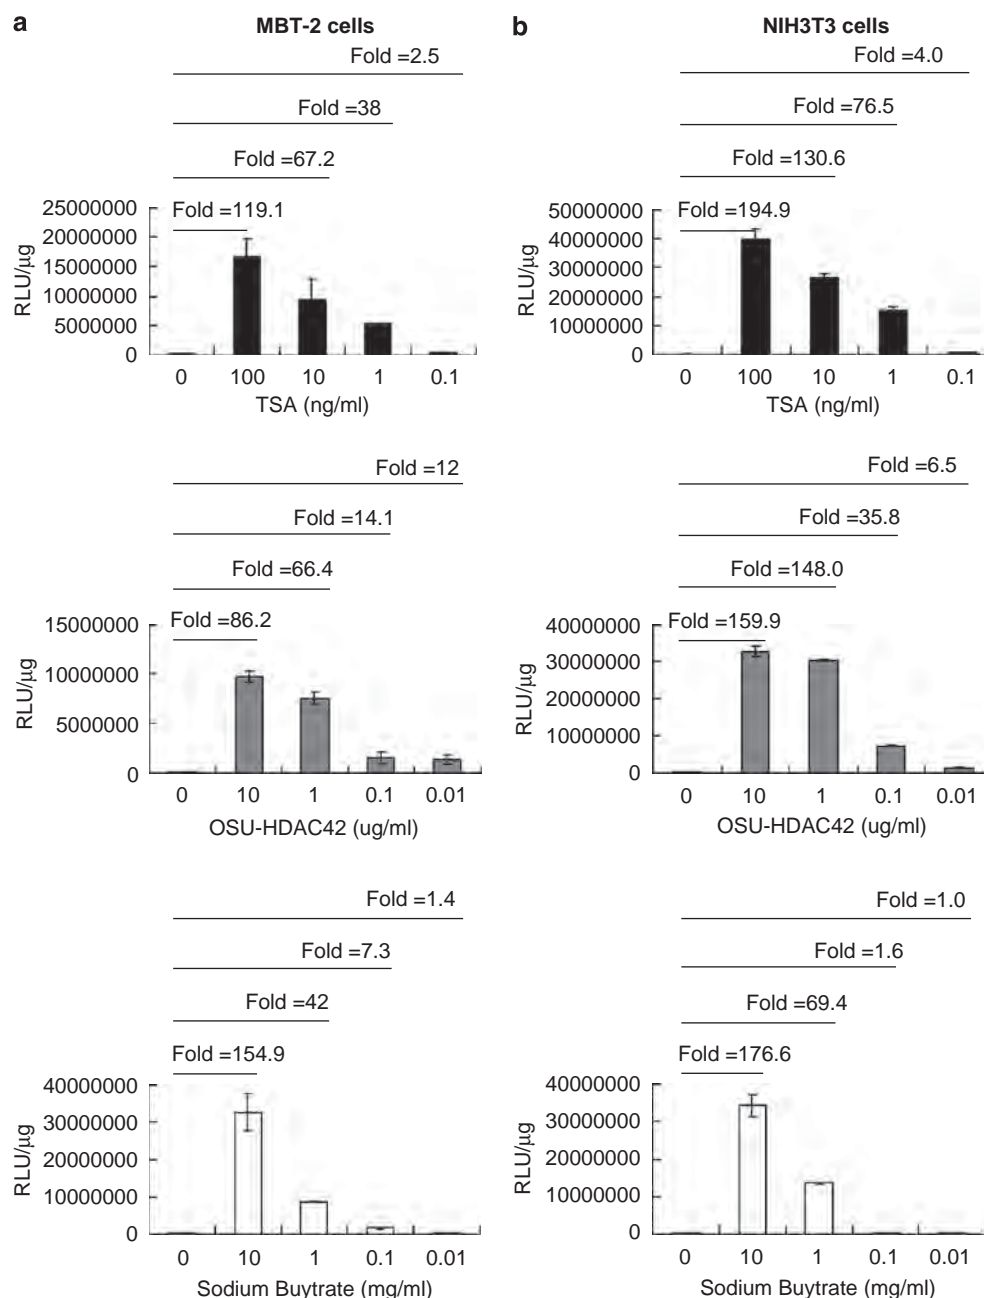 a
MBT-2 cells
Fold =2.5
Fold =38
Fold =67.2
Fold =119.1
25000000
20000000
15000000
10000000
5000000
0
RLU/µg
0 100 10 1 0.1
TSA (ng/ml)
Fold =12
Fold =14.1
Fold =66.4
Fold =86.2
15000000
10000000
5000000
0
RLU/µg
0 10 1 0.1 0.01
OSU-HDAC42 (ug/ml)
Fold =1.4
Fold =7.3
Fold =42
Fold =154.9
40000000
30000000
20000000
10000000
0
RLU/µg
0 10 1 0.1 0.01
Sodium Buytrate (mg/ml)
b
NIH3T3 cells
Fold =4.0
Fold =76.5
Fold =130.6
Fold =194.9
50000000
40000000
30000000
20000000
10000000
0
RLU/µg
0 100 10 1 0.1
TSA (ng/ml)
Fold =6.5
Fold =35.8
Fold =148.0
Fold =159.9
40000000
30000000
20000000
10000000
0
RLU/µg
0 10 1 0.1 0.01
OSU-HDAC42 (ug/ml)
Fold =1.0
Fold =1.6
Fold =69.4
Fold =176.6
40000000
30000000
20000000
10000000
0
RLU/µg
0 10 1 0.1 0.01
Sodium Buytrate (mg/ml)